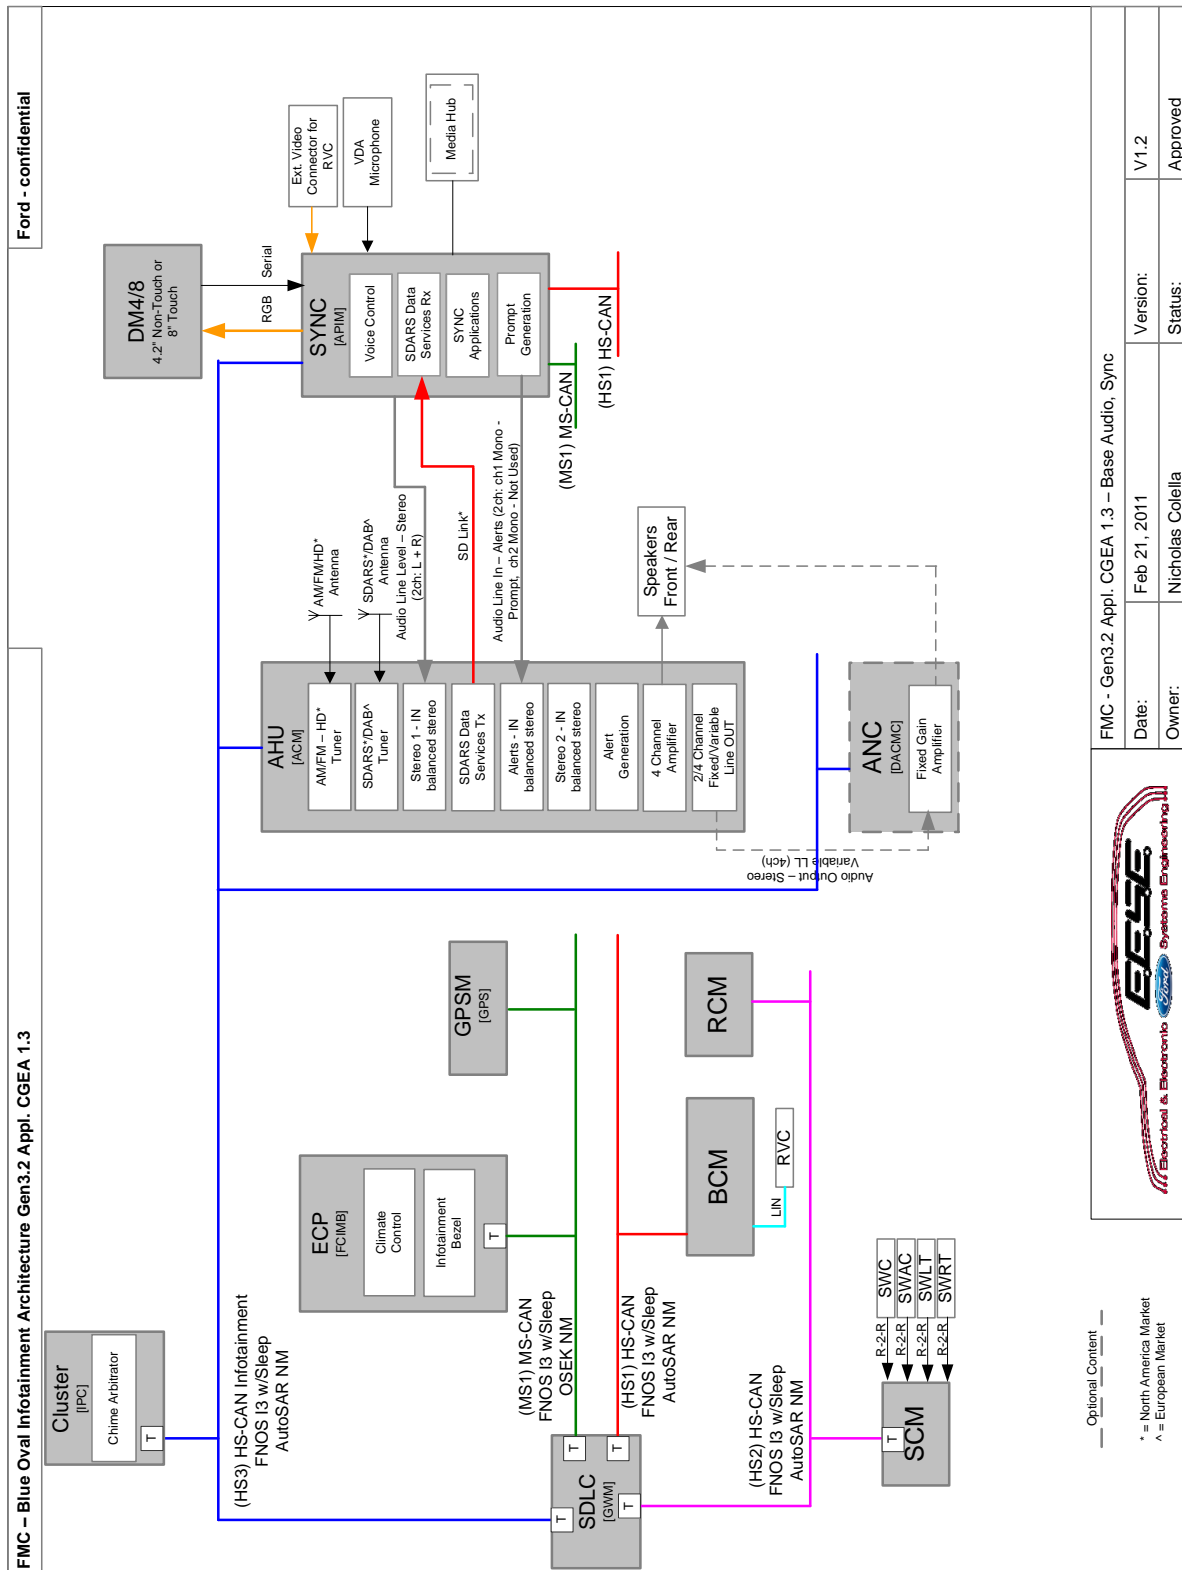 FMC – Blue Oval Infotainment Architecture Gen3.2 Appl. CGEA 1.3
Ford - confidential
Cluster
[IPC]
Chime Arbitrator
T
(HS3) HS-CAN Infotainment
FNOS I3 w/Sleep
AutoSAR NM
DM4/8
4.2" Non-Touch or
8" Touch
RGB
Serial
Ext. Video
Connector for
RVC
VDA
Microphone
Media Hub
SYNC
[APIM]
Voice Control
SDARS Data
Services Rx
SYNC
Applications
Prompt
Generation
(MS1) MS-CAN
(HS1) HS-CAN
AM/FM/HD*
Antenna
SDARS*/DAB^
Antenna
Audio Line Level – Stereo
(2ch: L + R)
SD Link*
Audio Line In – Alerts (2ch: ch1 Mono -
Prompt, ch2 Mono - Not Used)
AHU
[ACM]
AM/FM – HD*
Tuner
SDARS*/DAB^
Tuner
Stereo 1 - IN
balanced stereo
SDARS Data
Services Tx
Alerts - IN
balanced stereo
Stereo 2 - IN
balanced stereo
Alert
Generation
4 Channel
Amplifier
2/4 Channel
Fixed/Variable
Line OUT
Speakers
Front / Rear
Audio Output – Stereo
Variable LL (4ch)
ANC
[DACMC]
Fixed Gain
Amplifier
ECP
[FCIMB]
Climate
Control
Infotainment
Bezel
T
GPSM
[GPS]
(MS1) MS-CAN
FNOS I3 w/Sleep
OSEK NM
(HS1) HS-CAN
FNOS I3 w/Sleep
AutoSAR NM
SDLC
[GWM]
T
T
T
T
BCM
LIN
RVC
RCM
(HS2) HS-CAN
FNOS I3 w/Sleep
AutoSAR NM
SCM
T
R-2-R
SWC
R-2-R
SWAC
R-2-R
SWLT
R-2-R
SWRT
Optional Content
* = North America Market
^ = European Market
EESE
Ford
Electrical & Electronic Systems Engineering
FMC - Gen3.2 Appl. CGEA 1.3 – Base Audio, Sync
Date:
Feb 21, 2011
Version:
V1.2
Owner:
Nicholas Colella
Status:
Approved